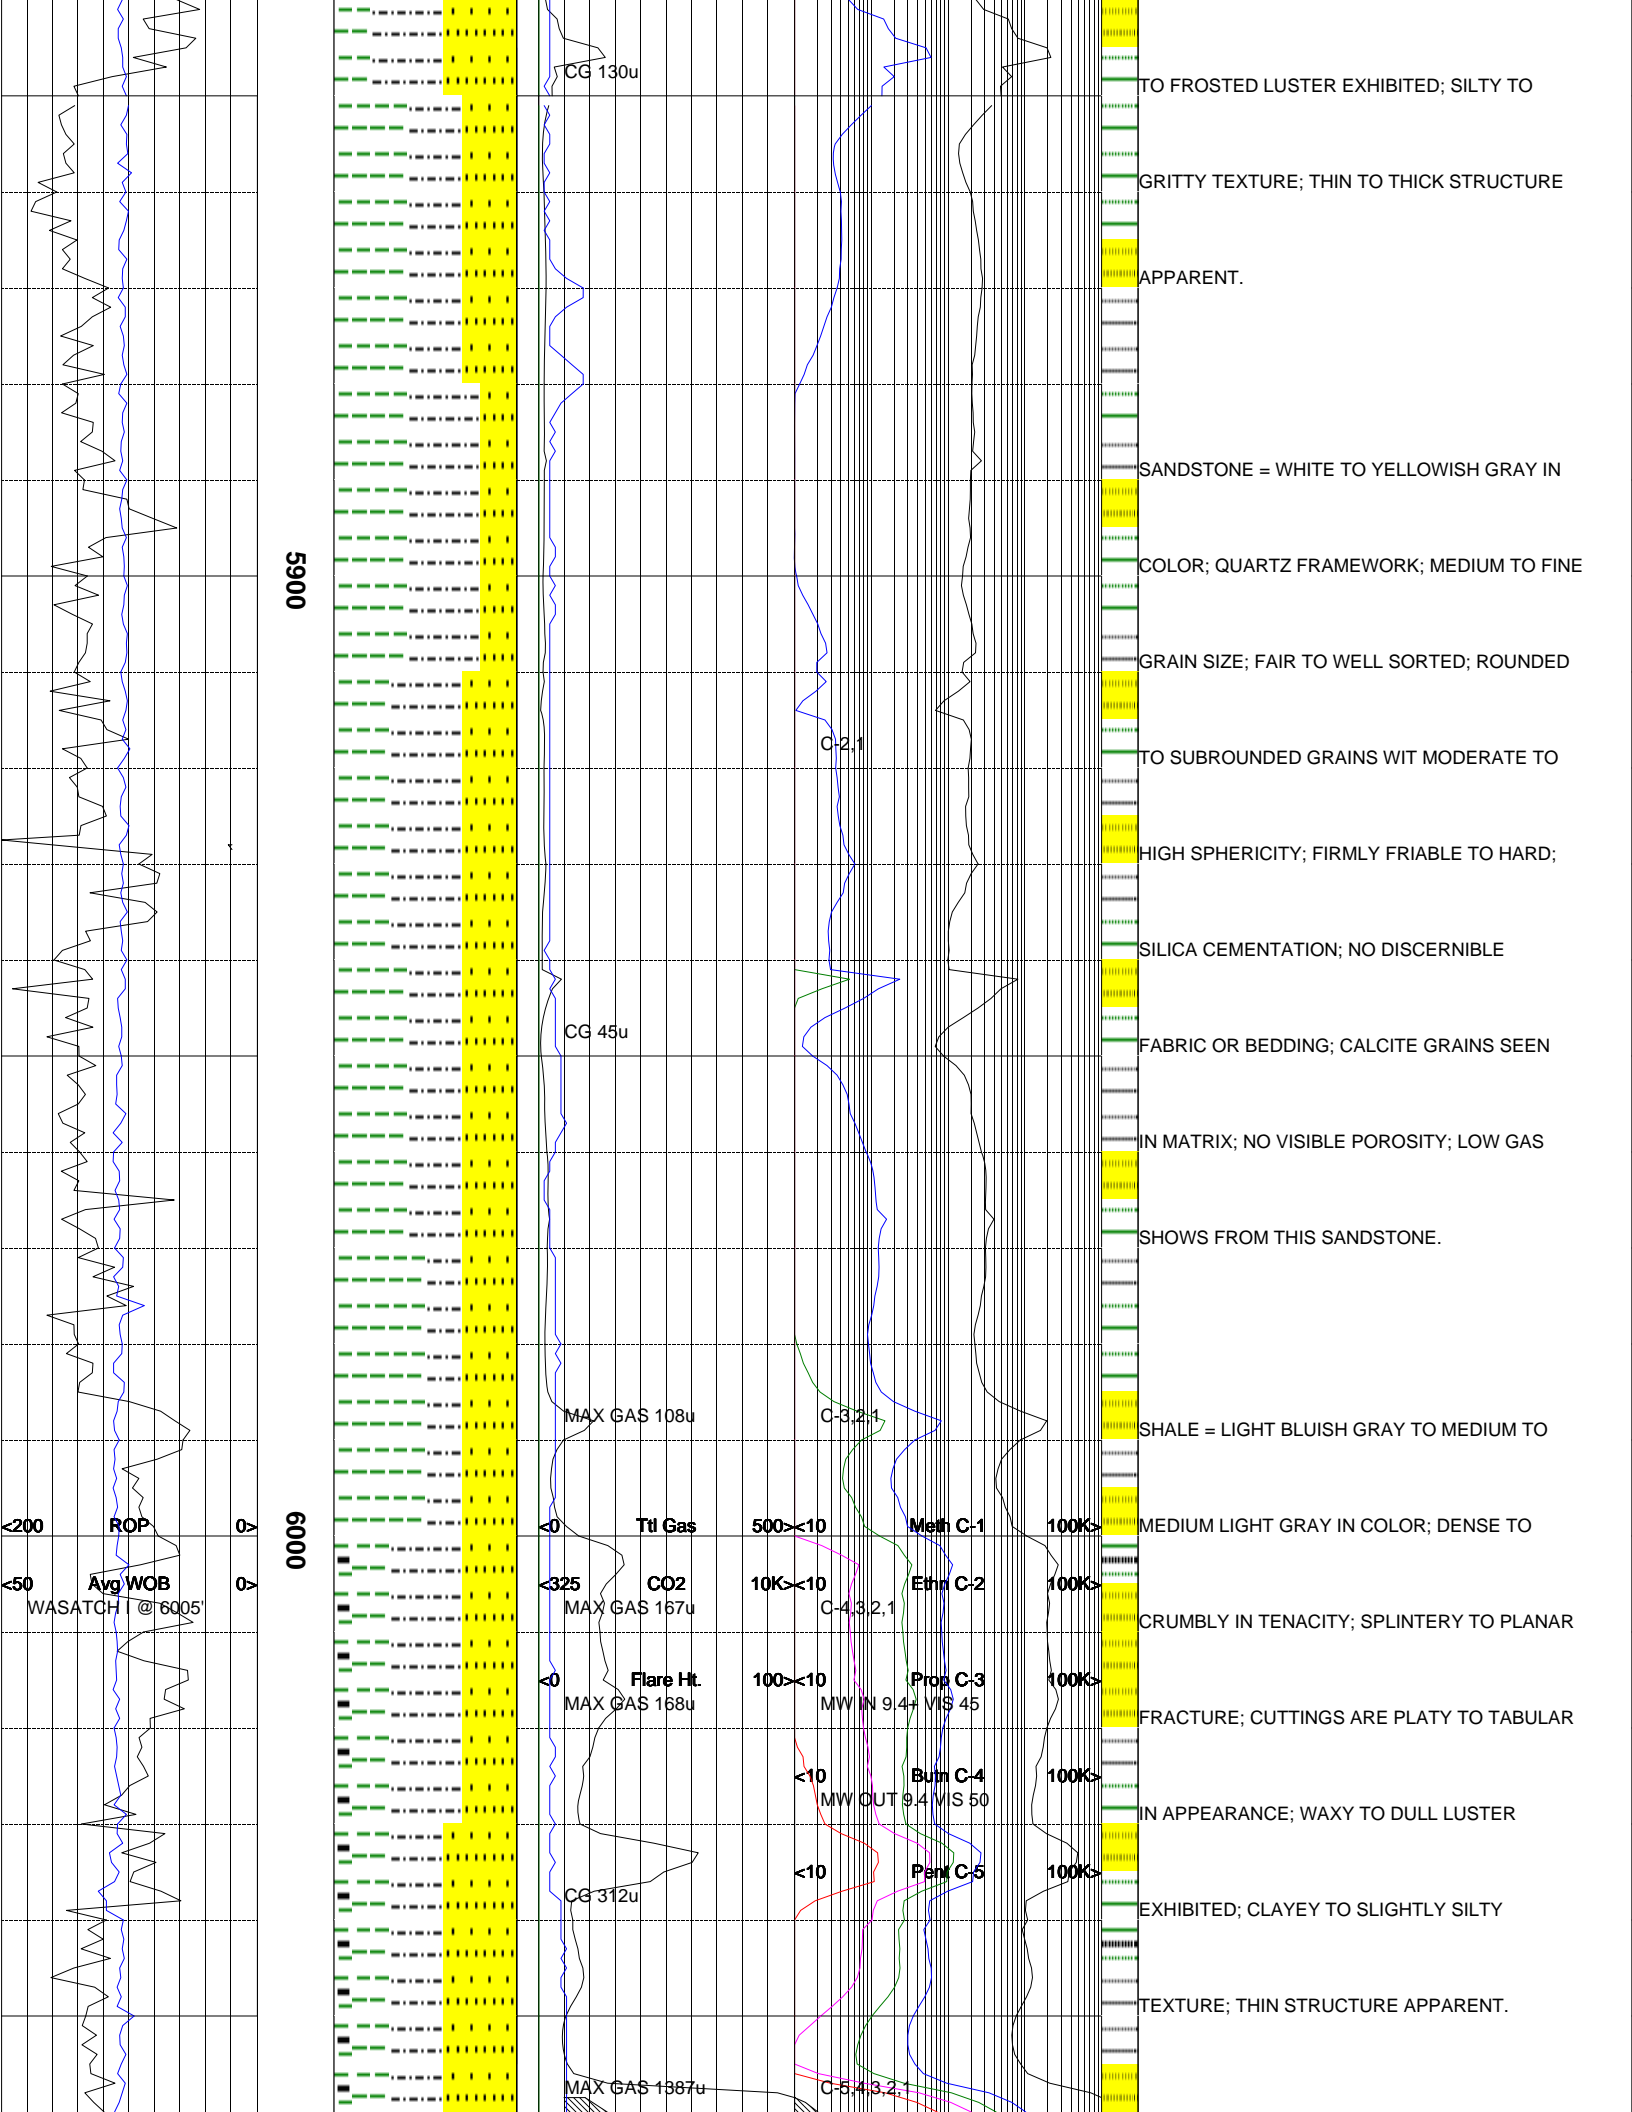 CG 130u
TO FROSTED LUSTER EXHIBITED; SILTY TO
GRITTY TEXTURE; THIN TO THICK STRUCTURE
APPARENT.
SANDSTONE = WHITE TO YELLOWISH GRAY IN
5900
COLOR; QUARTZ FRAMEWORK; MEDIUM TO FINE
GRAIN SIZE; FAIR TO WELL SORTED; ROUNDED
C-2,1
TO SUBROUNDED GRAINS WIT MODERATE TO
HIGH SPHERICITY; FIRMLY FRIABLE TO HARD;
SILICA CEMENTATION; NO DISCERNIBLE
CG 45u
FABRIC OR BEDDING; CALCITE GRAINS SEEN
IN MATRIX; NO VISIBLE POROSITY; LOW GAS
SHOWS FROM THIS SANDSTONE.
MAX GAS 108u C-3,2,1
SHALE = LIGHT BLUISH GRAY TO MEDIUM TO
6000
<200 ROP 0> <0 Ttl Gas 500> <10 Meth C-1 100K>
MEDIUM LIGHT GRAY IN COLOR; DENSE TO
<50 Avg WOB 0> <325 CO2 10K> <10 Ethn C-2 100K>
WASATCH I @ 6005' MAX GAS 167u C-4,3,2,1
CRUMBLY IN TENACITY; SPLINTERY TO PLANAR
<0 Flare Ht. 100> <10 Prop C-3 100K>
MAX GAS 168u MW IN 9.4+ VIS 45
FRACTURE; CUTTINGS ARE PLATY TO TABULAR
<10 Butn C-4 100K>
MW OUT 9.4 VIS 50
IN APPEARANCE; WAXY TO DULL LUSTER
<10 Pent C-5 100K>
CG 312u
EXHIBITED; CLAYEY TO SLIGHTLY SILTY
TEXTURE; THIN STRUCTURE APPARENT.
MAX GAS 1387u C-5,4,3,2,1